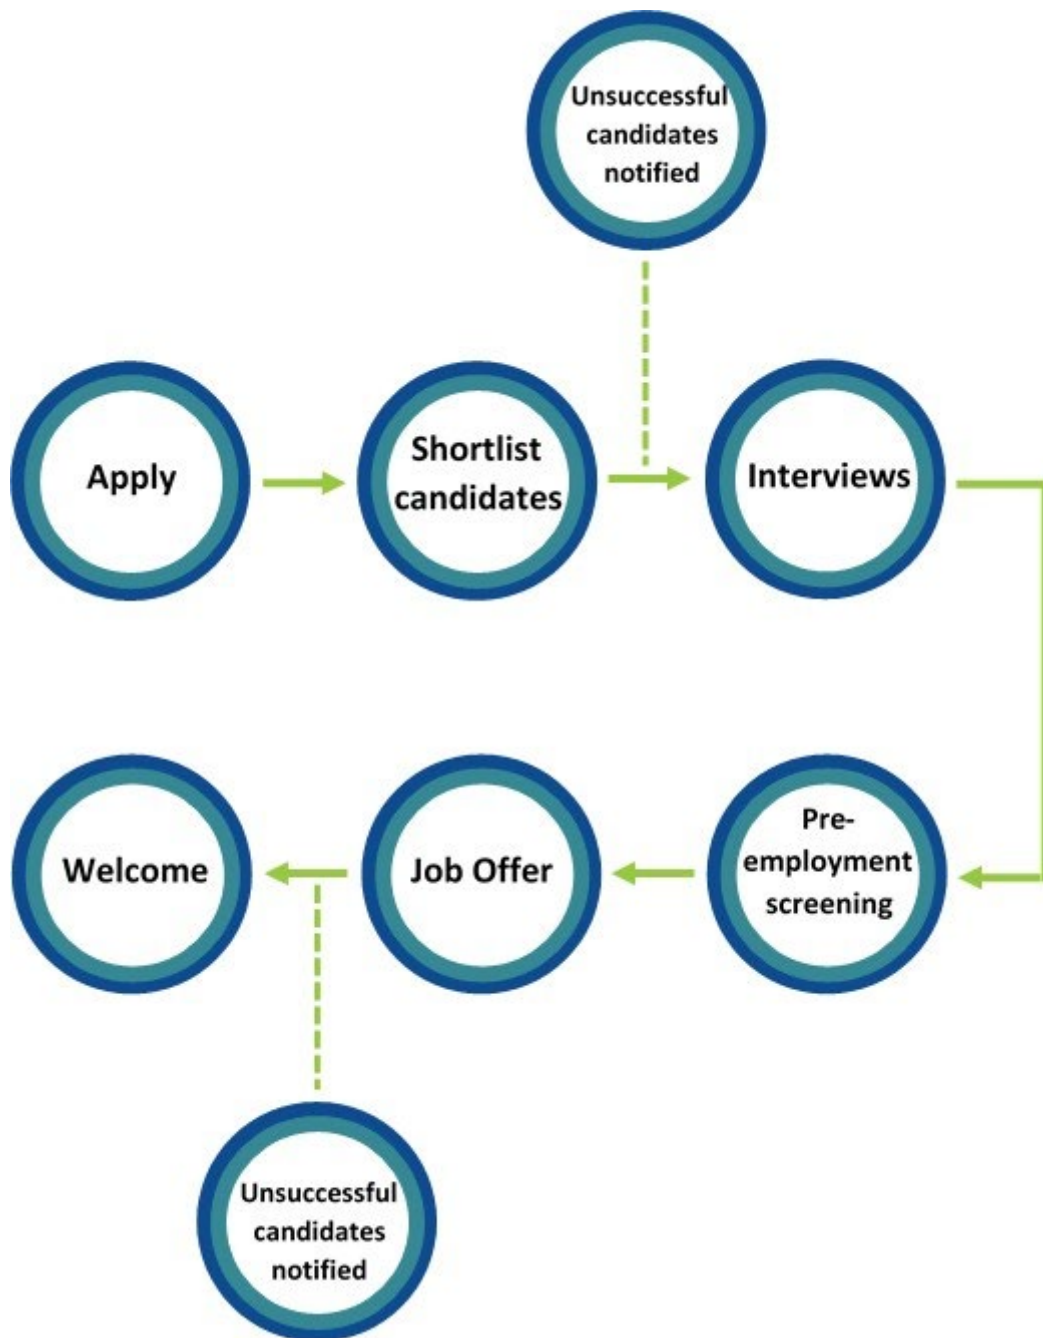 Unsuccessful
candidates
notified
Apply
Shortlist
candidates
Interviews
Welcome
Job Offer
Pre-
employment
screening
Unsuccessful
candidates
notified